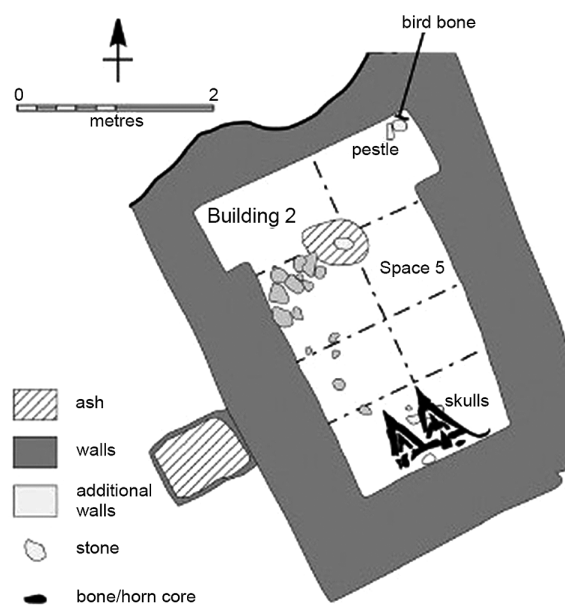 bird bone
0 2
metres
pestle
Building 2
Space 5
skulls
ash
walls
additional
walls
stone
bone/horn core